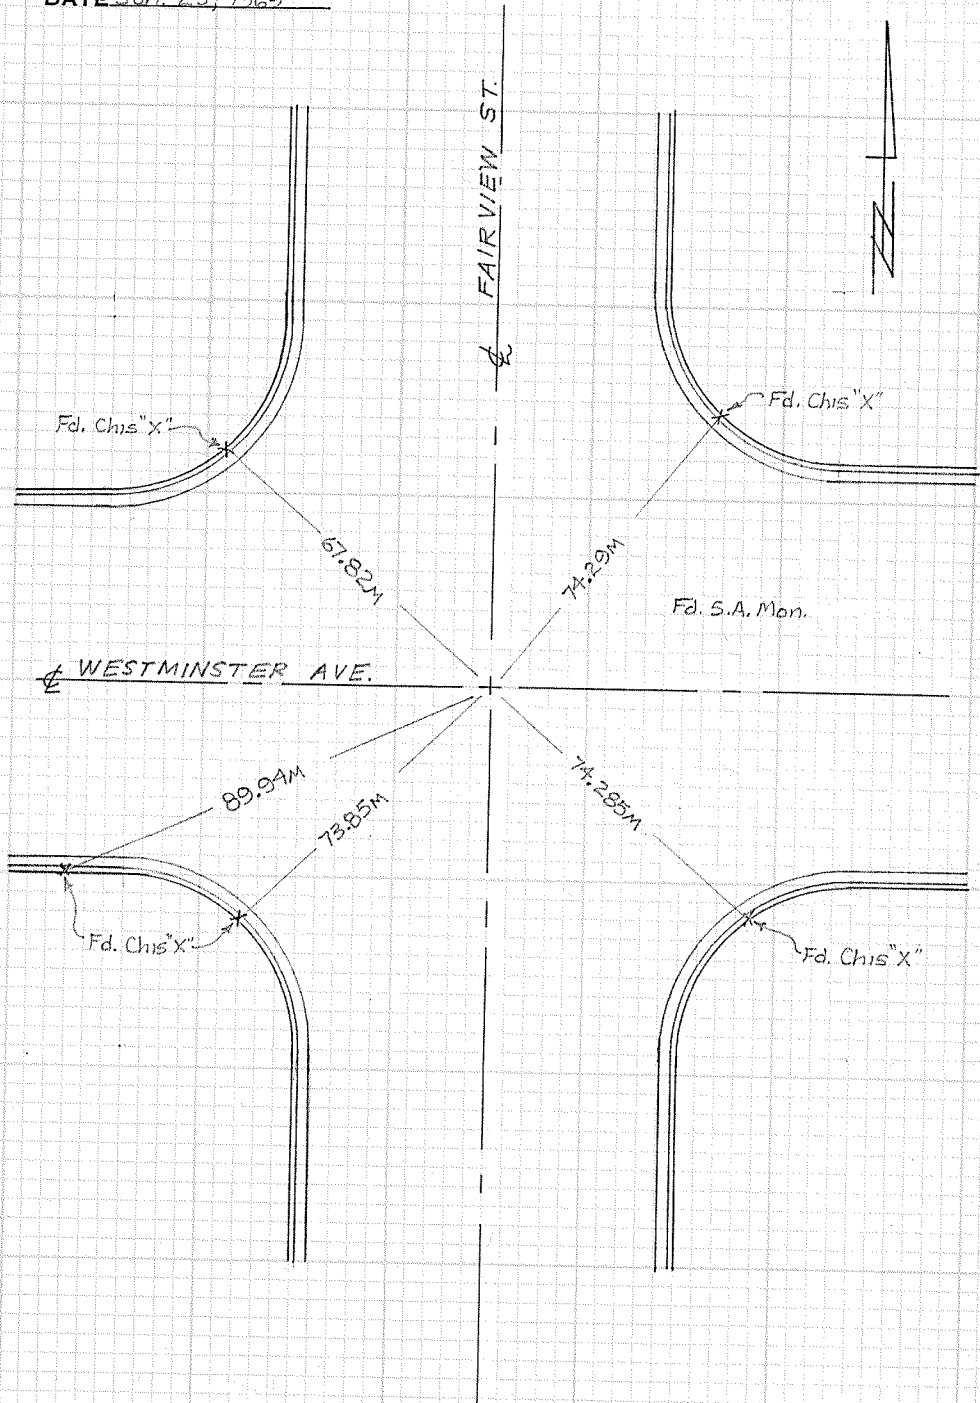 DATE
FAIRVIEW ST.
℄
N
Fd. Chis "X"
Fd. Chis "X"
67.82M
74.29M
Fd. S.A. Mon.
℄ WESTMINSTER AVE.
89.94M
73.85M
74.285M
Fd. Chis "X"
Fd. Chis "X"